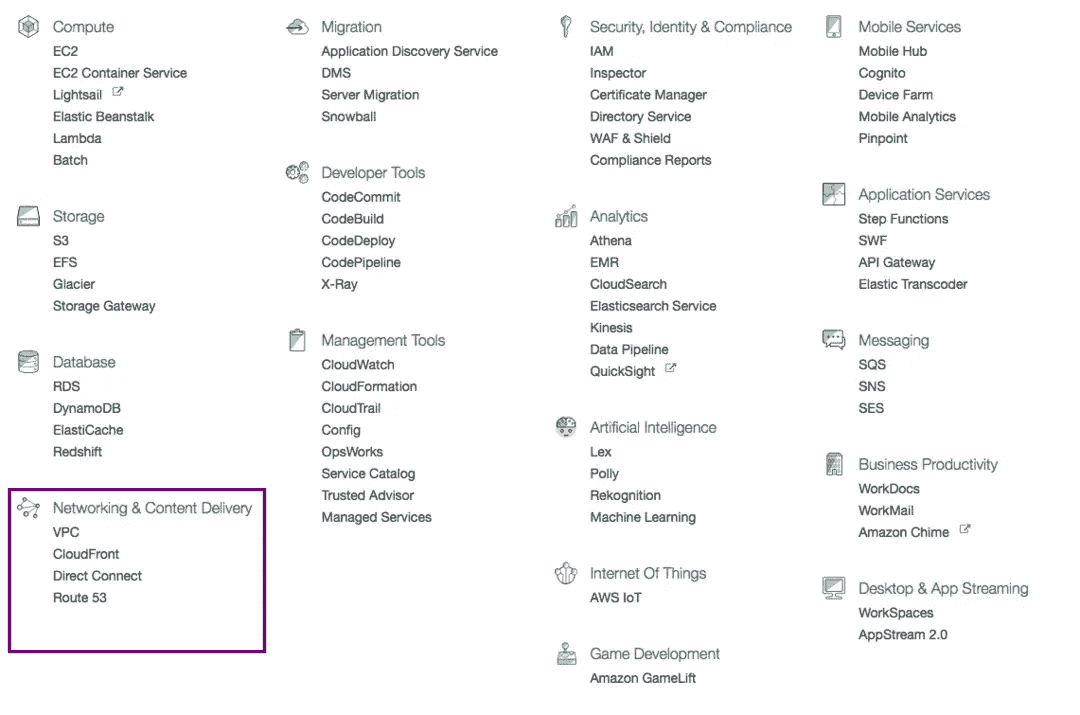 Compute
EC2
EC2 Container Service
Lightsail
Elastic Beanstalk
Lambda
Batch
Storage
S3
EFS
Glacier
Storage Gateway
Database
RDS
DynamoDB
ElastiCache
Redshift
Networking & Content Delivery
VPC
CloudFront
Direct Connect
Route 53
Migration
Application Discovery Service
DMS
Server Migration
Snowball
Developer Tools
CodeCommit
CodeBuild
CodeDeploy
CodePipeline
X-Ray
Management Tools
CloudWatch
CloudFormation
CloudTrail
Config
OpsWorks
Service Catalog
Trusted Advisor
Managed Services
Security, Identity & Compliance
IAM
Inspector
Certificate Manager
Directory Service
WAF & Shield
Compliance Reports
Analytics
Athena
EMR
CloudSearch
Elasticsearch Service
Kinesis
Data Pipeline
QuickSight
Artificial Intelligence
Lex
Polly
Rekognition
Machine Learning
Internet Of Things
AWS IoT
Game Development
Amazon GameLift
Mobile Services
Mobile Hub
Cognito
Device Farm
Mobile Analytics
Pinpoint
Application Services
Step Functions
SWF
API Gateway
Elastic Transcoder
Messaging
SQS
SNS
SES
Business Productivity
WorkDocs
WorkMail
Amazon Chime
Desktop & App Streaming
WorkSpaces
AppStream 2.0